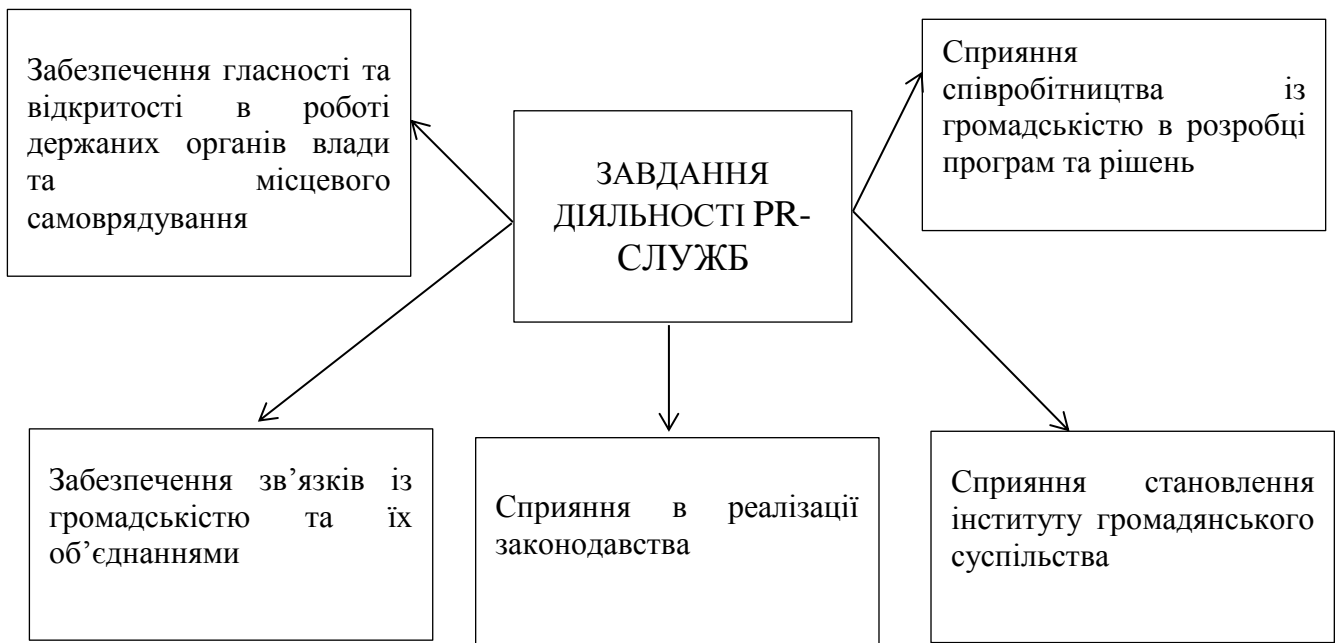 Забезпечення гласності та
відкритості в роботі
держаних органів влади
та місцевого
самоврядування
ЗАВДАННЯ
ДІЯЛЬНОСТІ PR-
СЛУЖБ
Сприяння
співробітництва із
громадськістю в розробці
програм та рішень
Забезпечення зв’язків із
громадськістю та їх
об’єднаннями
Сприяння в реалізації
законодавства
Сприяння становлення
інституту громадянського
суспільства